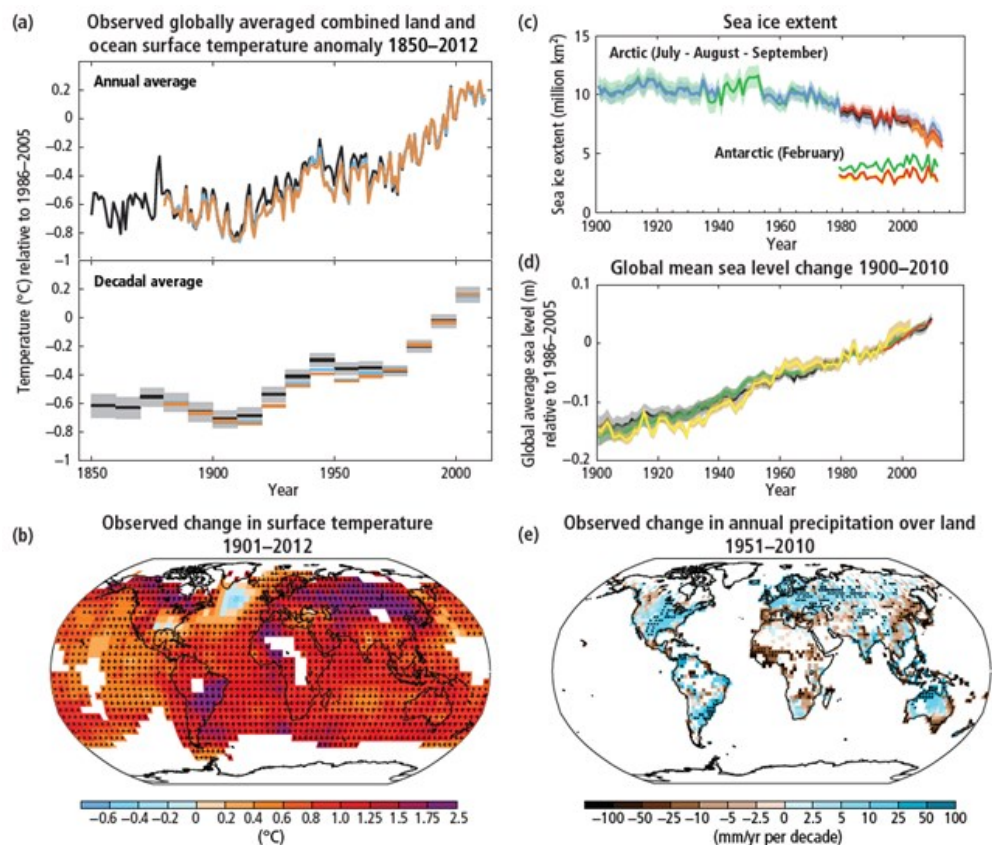 (a)
Observed globally averaged combined land and
ocean surface temperature anomaly 1850–2012
Annual average
0.2
0
−0.2
−0.4
−0.6
−0.8
−1
Decadal average
0.2
0
−0.2
−0.4
−0.6
−0.8
−1
Temperature (°C) relative to 1986–2005
1850
1900
1950
2000
Year
(c)
Sea ice extent
Arctic (July - August - September)
Antarctic (February)
15
10
5
0
Sea ice extent (million km²)
1900
1920
1940
1960
1980
2000
Year
(d)
Global mean sea level change 1900–2010
0.1
0
−0.1
−0.2
Global average sea level (m)
relative to 1986–2005
1900
1920
1940
1960
1980
2000
Year
(b)
Observed change in surface temperature
1901–2012
−0.6 −0.4 −0.2 0 0.2 0.4 0.6 0.8 1.0 1.25 1.5 1.75 2.5
(°C)
(e)
Observed change in annual precipitation over land
1951–2010
−100 −50 −25 −10 −5 −2.5 0 2.5 5 10 25 50 100
(mm/yr per decade)